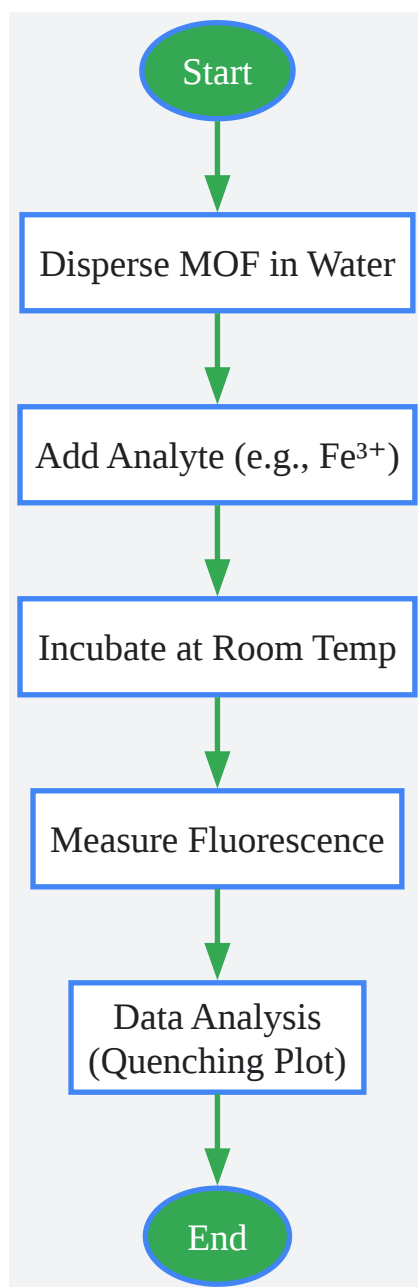 Start
Disperse MOF in Water
Add Analyte (e.g., Fe³⁺)
Incubate at Room Temp
Measure Fluorescence
Data Analysis
(Quenching Plot)
End